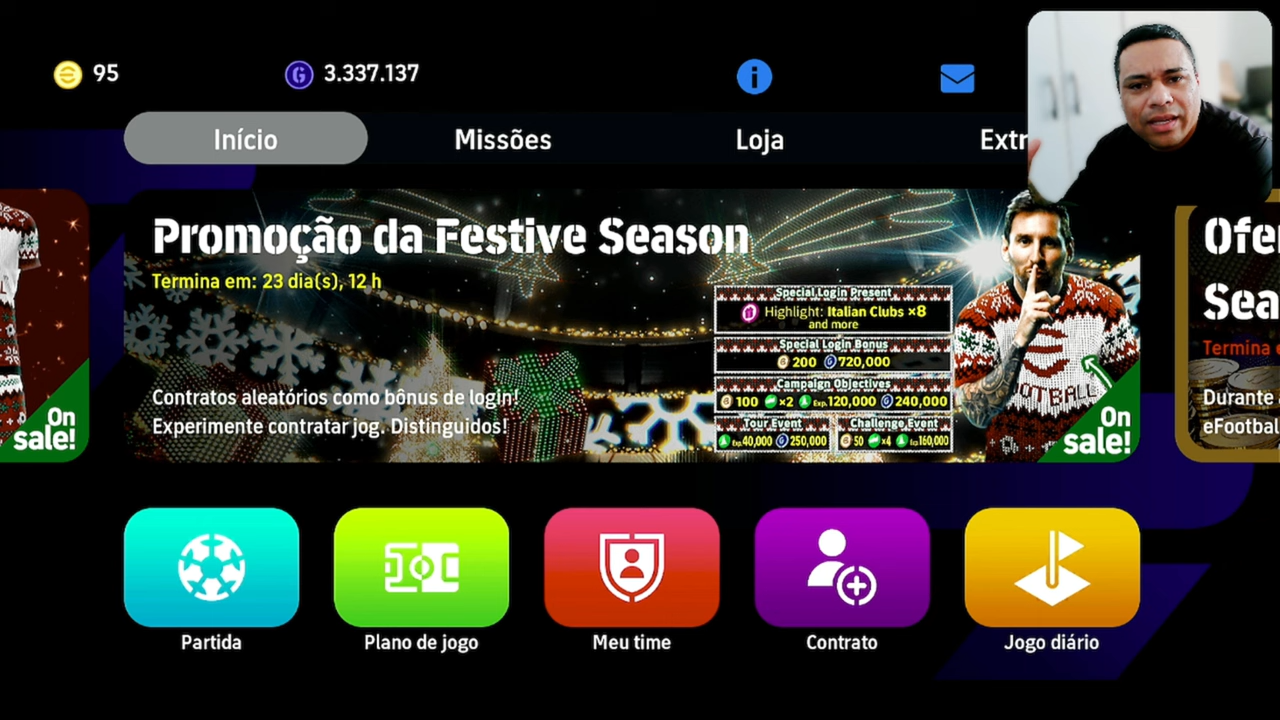 95
3.337.137
Início
Missões
Loja
Extr
Promoção da Festive Season
Termina em: 23 dia(s), 12 h
Contratos aleatórios como bônus de login!
Experimente contratar jog. Distinguidos!
Special Login Present
Highlight: Italian Clubs ×8
and more
Special Login Bonus
200 720,000
Campaign Objectives
100 ×2 Exp.120,000 240,000
Tour Event
Exp.40,000 250,000
Challenge Event
50 ×4 Exp.160,000
On
sale!
On
sale!
Ofe
Sea
Termina e
Durante
eFootbal
Partida
Plano de jogo
Meu time
Contrato
Jogo diário